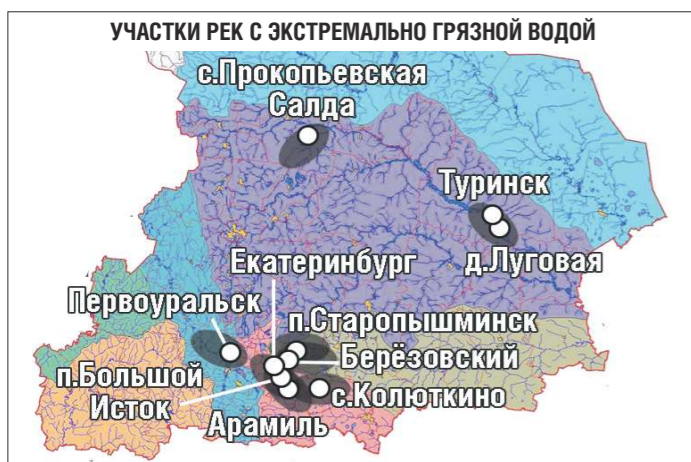 УЧАСТКИ РЕК С ЭКСТРЕМАЛЬНО ГРЯЗНОЙ ВОДОЙ
с.Прокопьевская
Салда
Туринск
д.Луговая
Екатеринбург
Первоуральск
п.Старопышминск
Берёзовский
п.Большой
Исток
с.Колюткино
Арамиль